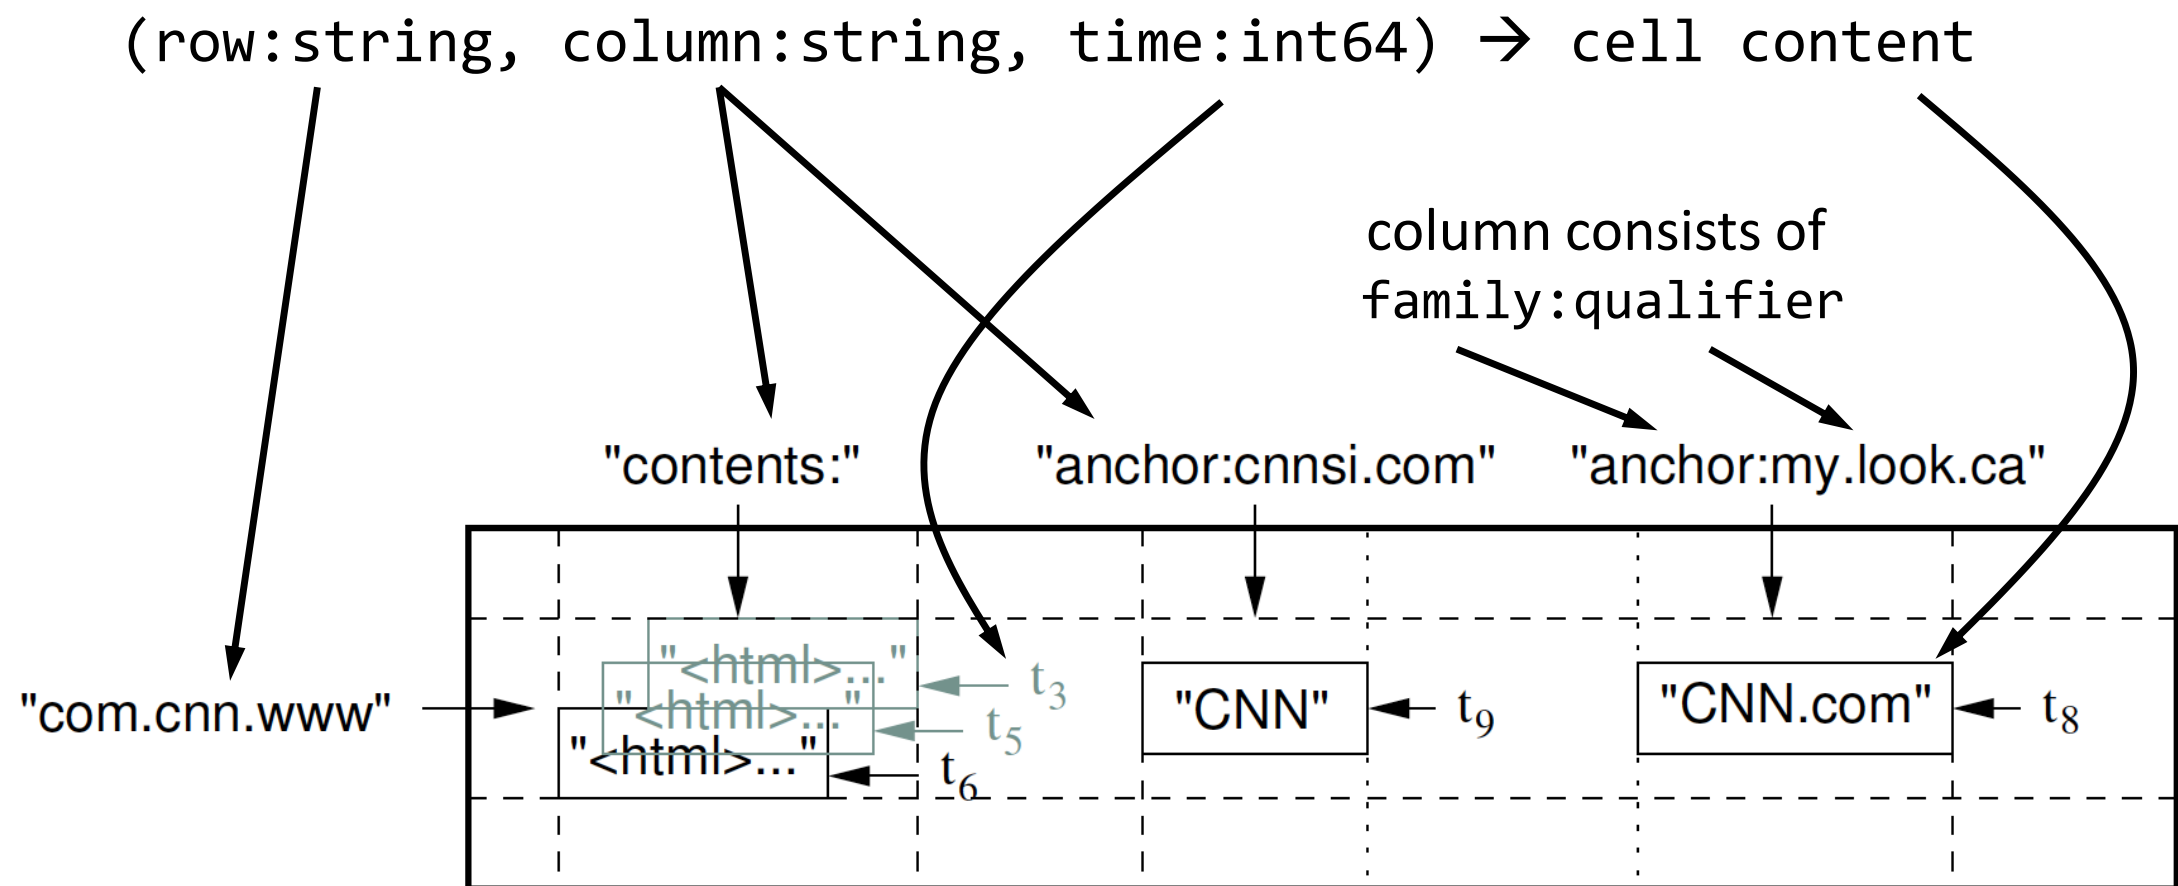 (row:string, column:string, time:int64) → cell content
column consists of
family:qualifier
"contents:" "anchor:cnnsi.com" "anchor:my.look.ca"
"<html>..." t3
"com.cnn.www" "<html>..." t5 "CNN" t9 "CNN.com" t8
"<html>..." t6